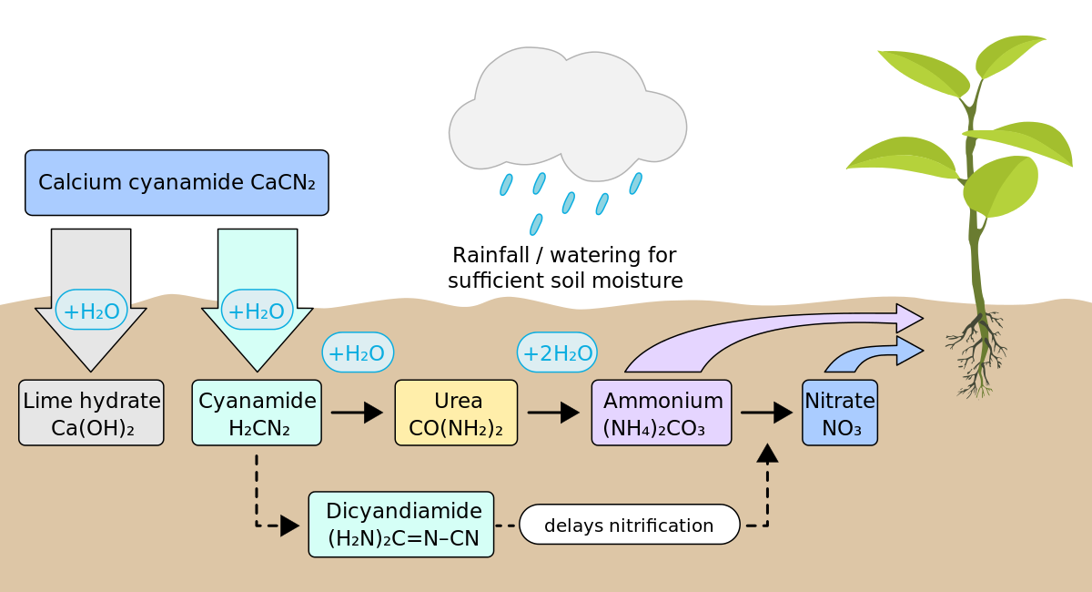 Calcium cyanamide CaCN₂
Rainfall / watering for
sufficient soil moisture
+H₂O
+H₂O
+H₂O
+2H₂O
Lime hydrate
Ca(OH)₂
Cyanamide
H₂CN₂
Urea
CO(NH₂)₂
Ammonium
(NH₄)₂CO₃
Nitrate
NO₃
Dicyandiamide
(H₂N)₂C=N–CN
delays nitrification